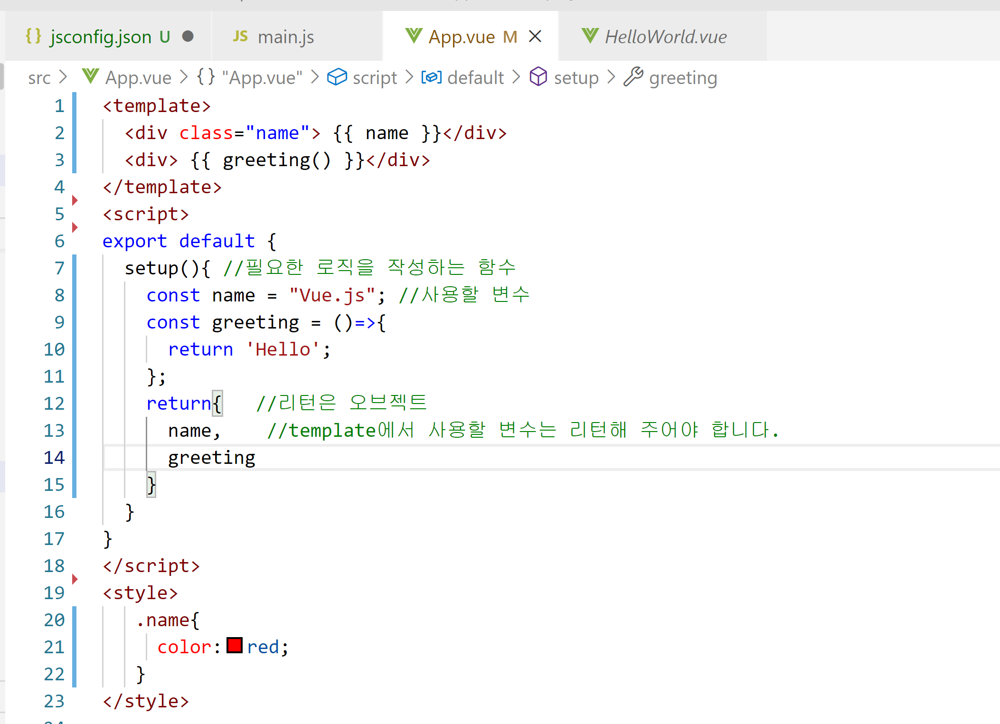 jsconfig.json U ● JS main.js App.vue M HelloWorld.vue
src > App.vue > {} "App.vue" > script > default > setup > greeting
1 <template>
2 <div class="name"> {{ name }}</div>
3 <div> {{ greeting() }}</div>
4 </template>
5 <script>
6 export default {
7 setup(){ //필요한 로직을 작성하는 함수
8 const name = "Vue.js"; //사용할 변수
9 const greeting = ()=>{
10 return 'Hello';
11 };
12 return{ //리턴은 오브젝트
13 name, //template에서 사용할 변수는 리턴해 주어야 합니다.
14 greeting
15 }
16 }
17 }
18 </script>
19 <style>
20 .name{
21 color: red;
22 }
23 </style>